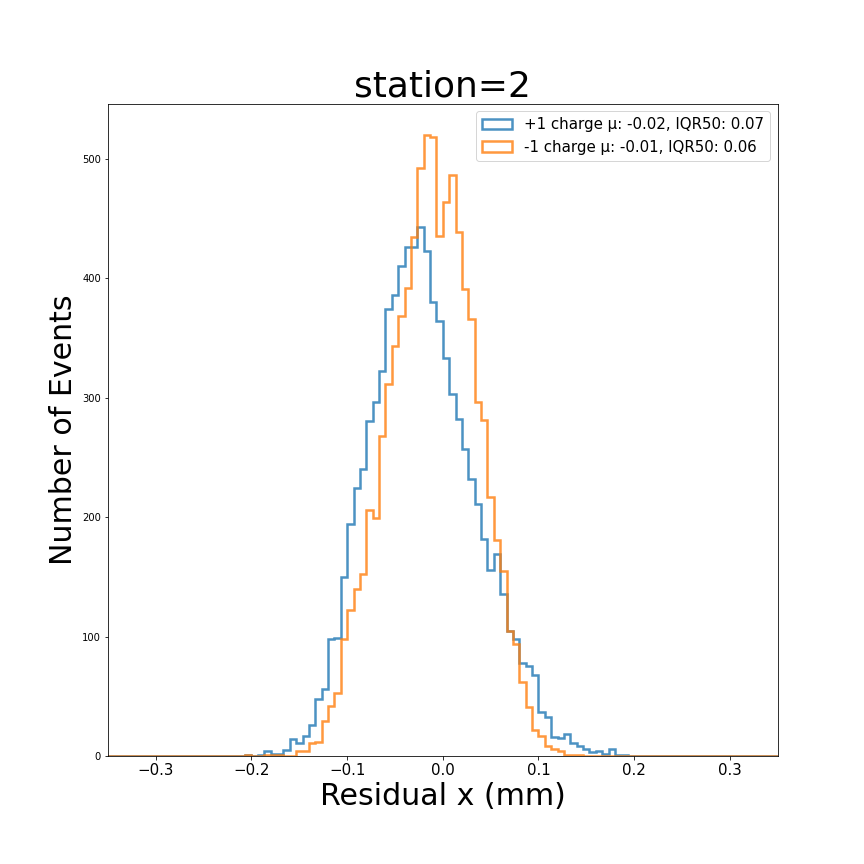 station=2
+1 charge μ: -0.02, IQR50: 0.07
-1 charge μ: -0.01, IQR50: 0.06
Number of Events
500
400
300
200
100
0
−0.3 −0.2 −0.1 0.0 0.1 0.2 0.3
Residual x (mm)